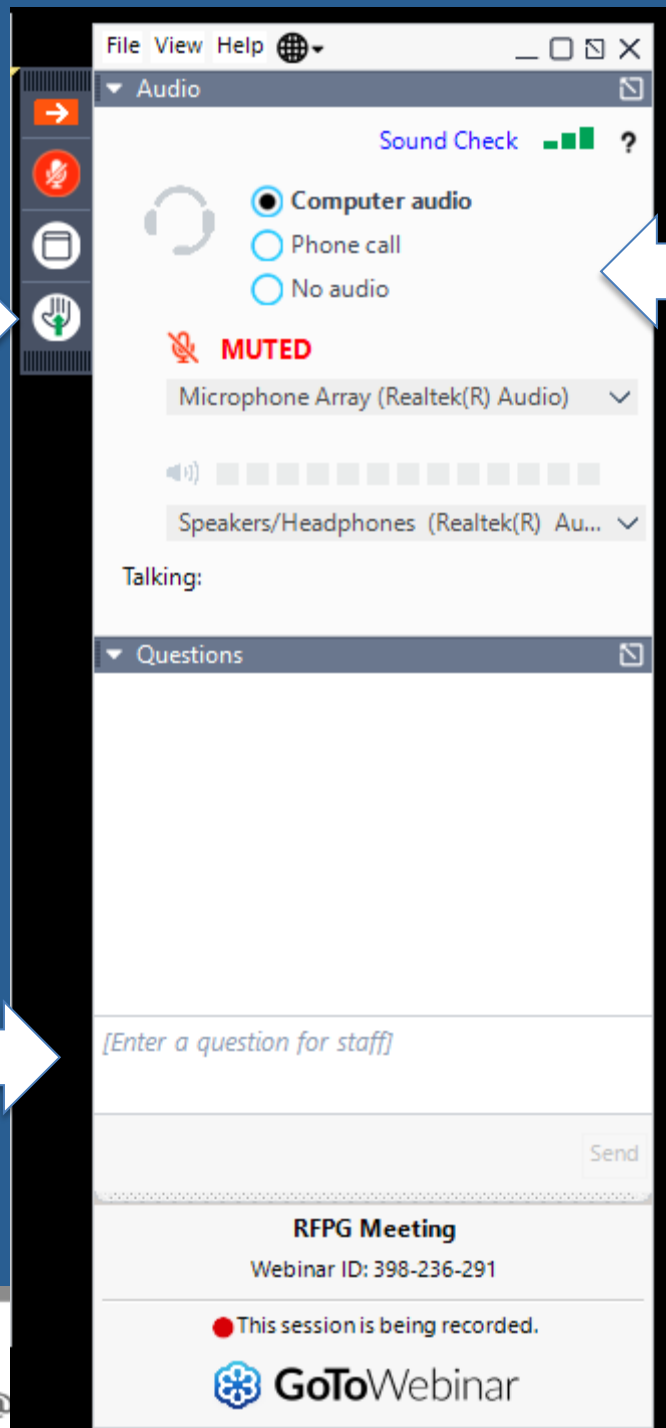 File View Help
Audio
Sound Check ?
Computer audio
Phone call
No audio
MUTED
Microphone Array (Realtek(R) Audio)
Speakers/Headphones (Realtek(R) Au...
Talking:
Questions
[Enter a question for staff]
Send
RFPG Meeting
Webinar ID: 398-236-291
This session is being recorded.
GoToWebinar
@